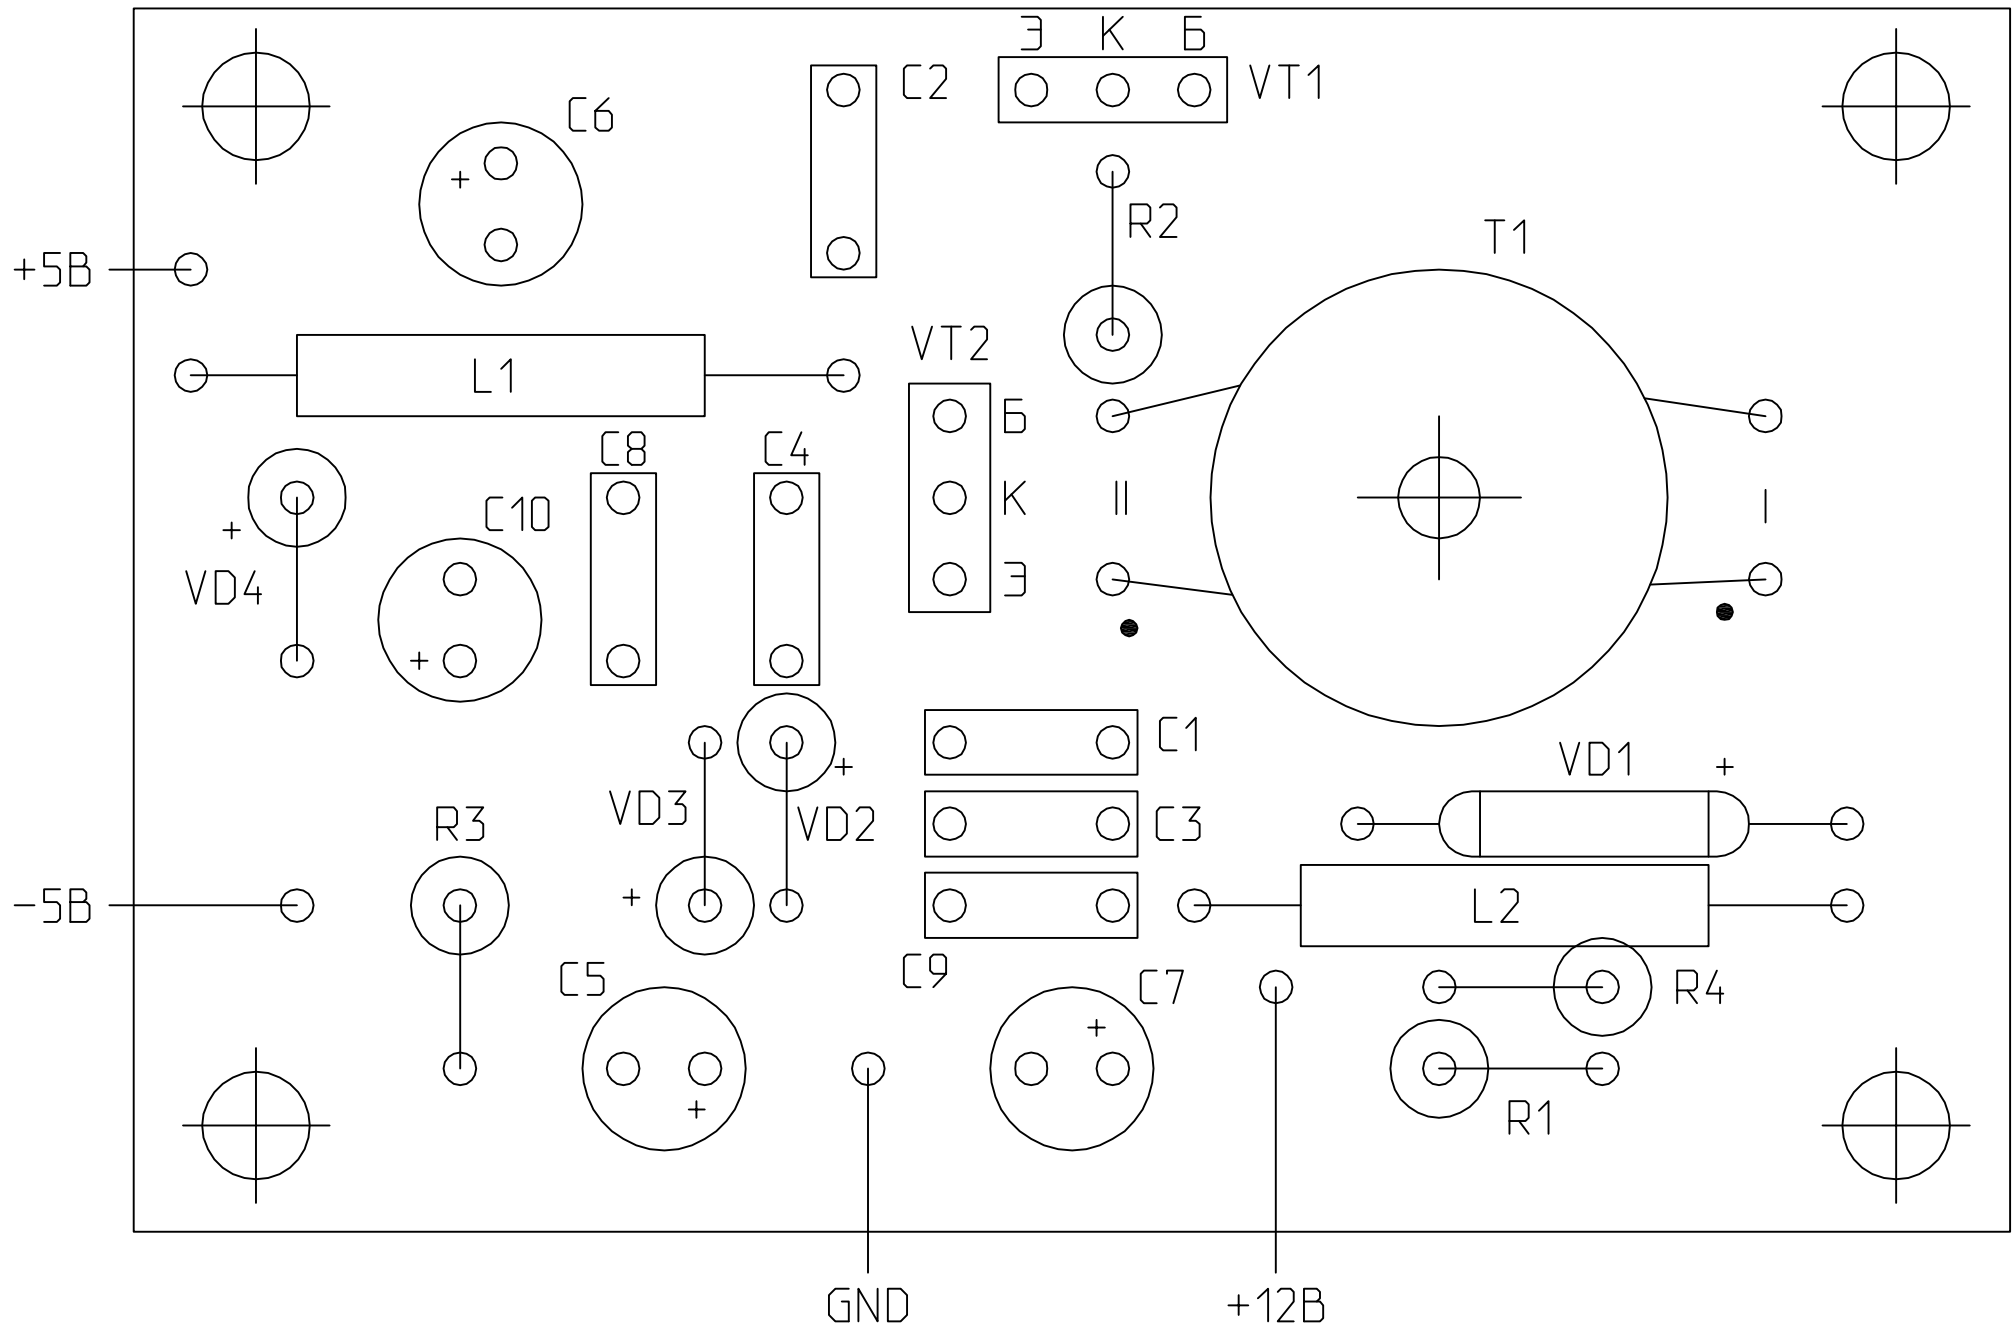 Э К Б
C2 VT1
C6
+
R2
T1
+5В
VT2
L1
Б
C8 C4
C10 К II I
+
VD4 Э
+
C1
VD1 +
+
VD3 VD2 C3
R3
+ L2
-5В
C5 C9 C7 R4
+
+ R1
GND +12В